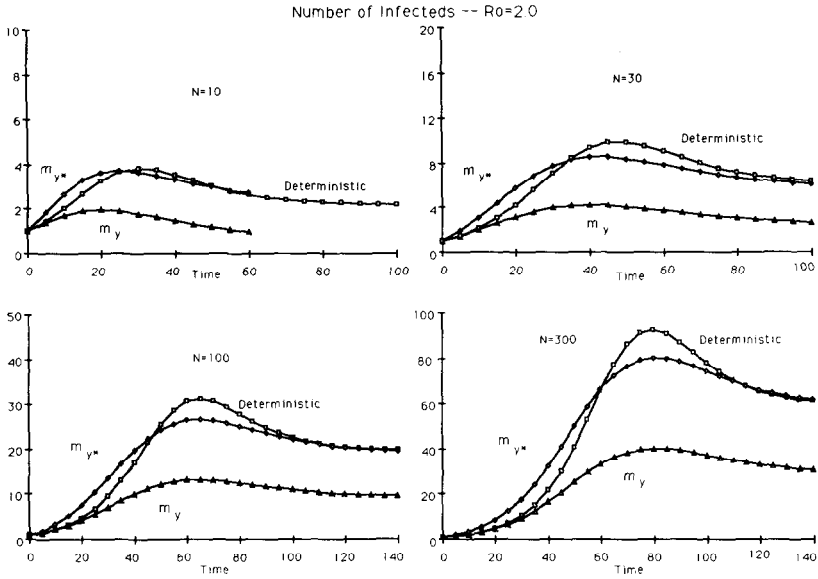 Number of Infecteds -- Ro=2.0
10
8
6
4
2
0
N=10
m y*
Deterministic
m y
0 20 40 60 80 100
Time
20
16
12
8
4
0
N=30
Deterministic
m y*
m y
0 20 40 60 80 100
Time
50
40
30
20
10
0
N=100
Deterministic
m y*
m y
0 20 40 60 80 100 120 140
Time
100
80
60
40
20
0
N=300
Deterministic
m y*
m y
0 20 40 60 80 100 120 140
Time